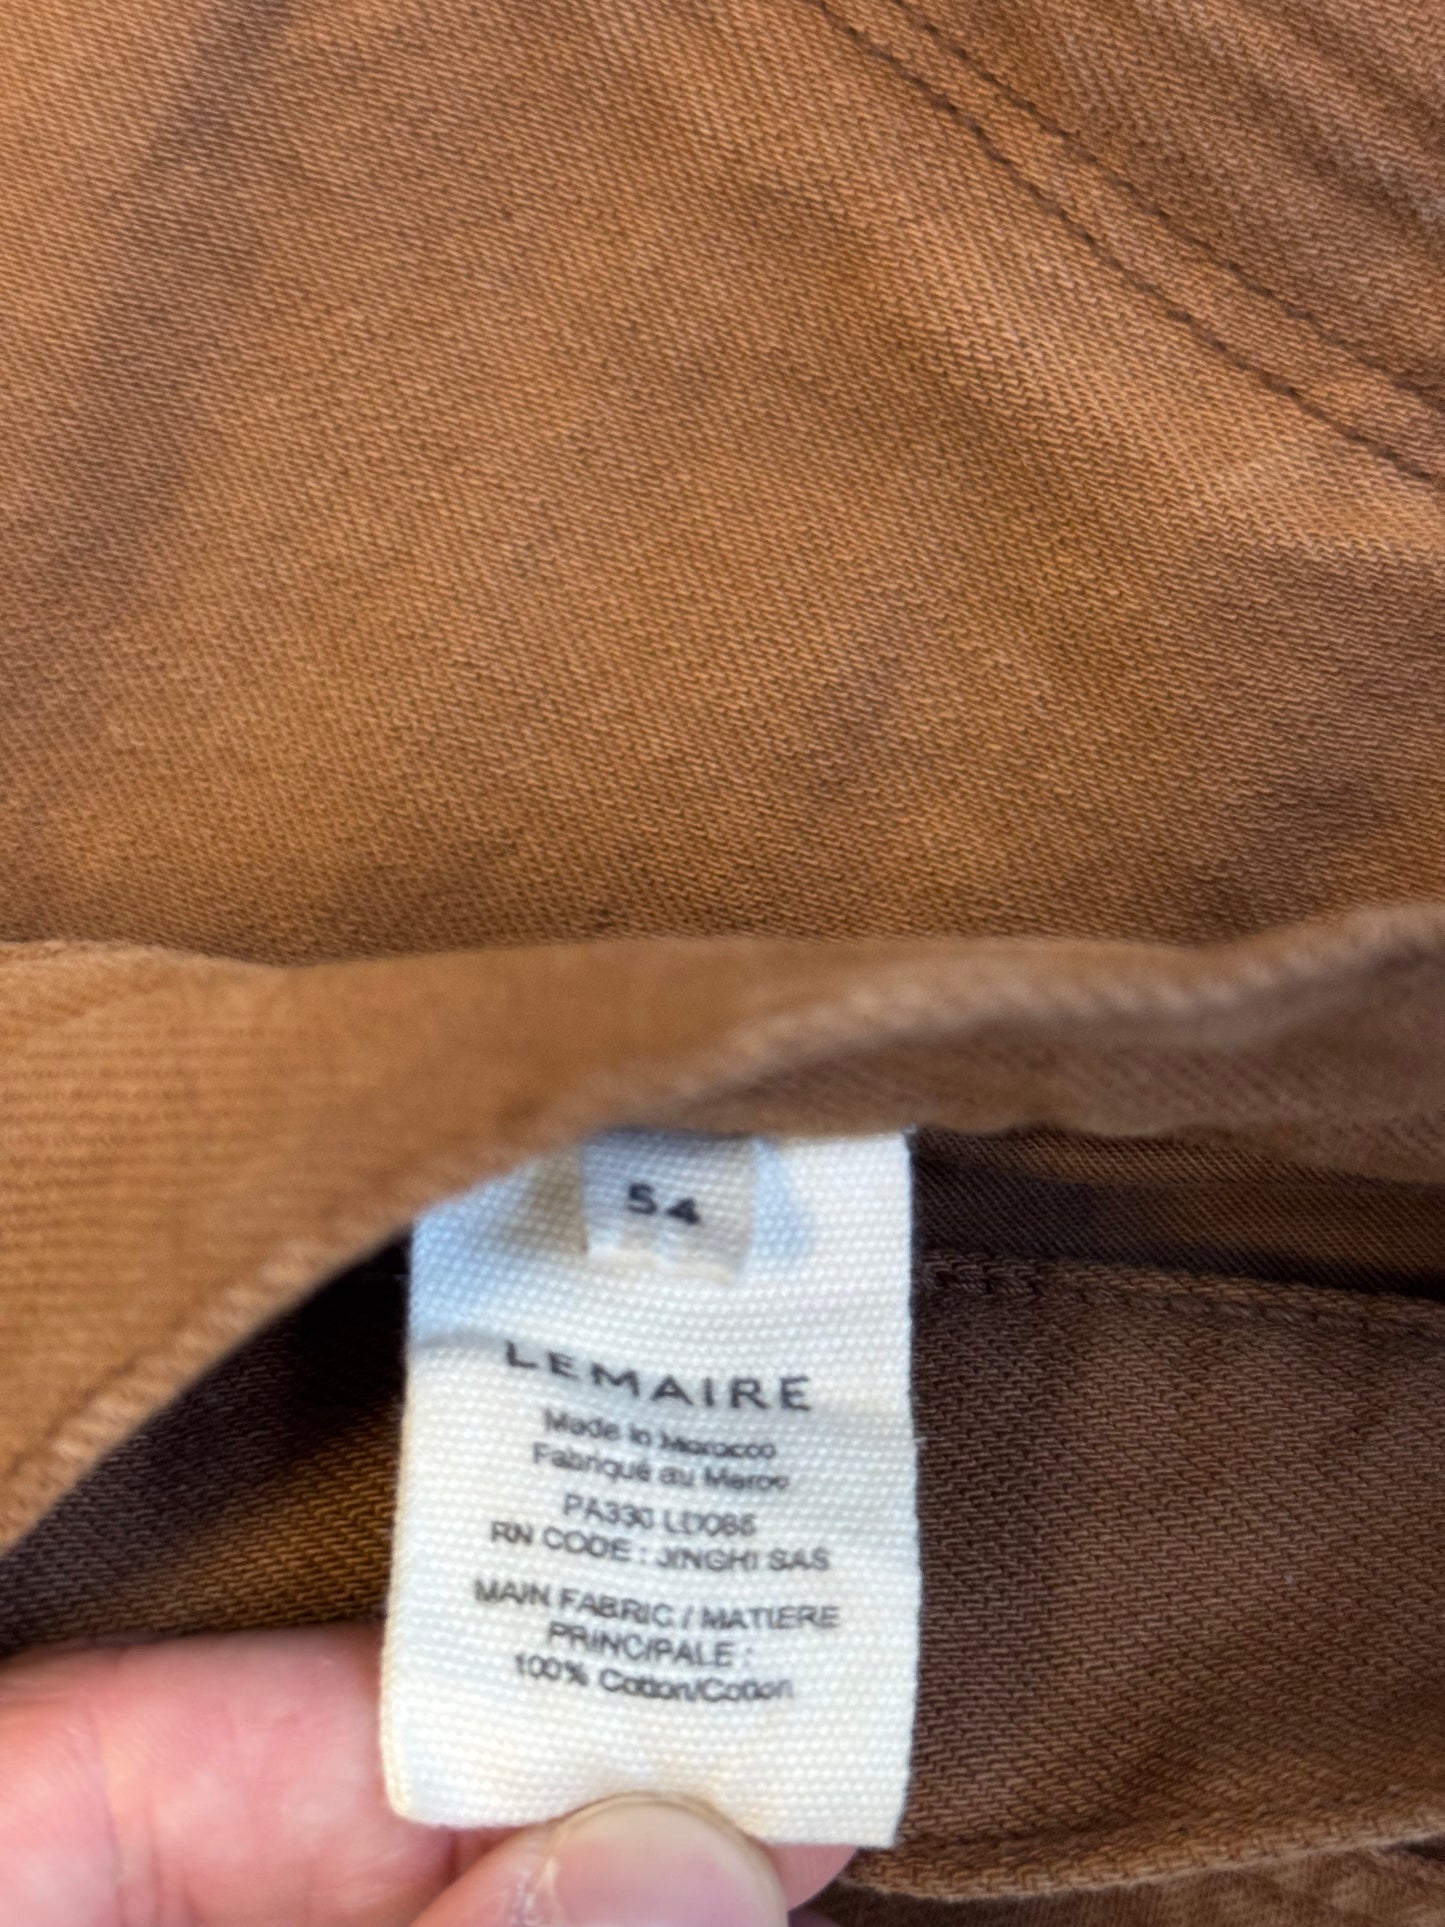 54
LEMAIRE
Made in Morocco
Fabriqué au Maroc
PA330 LD085
RN CODE : JINGHI SAS
MAIN FABRIC / MATIERE
PRINCIPALE :
100% Cotton/Coton